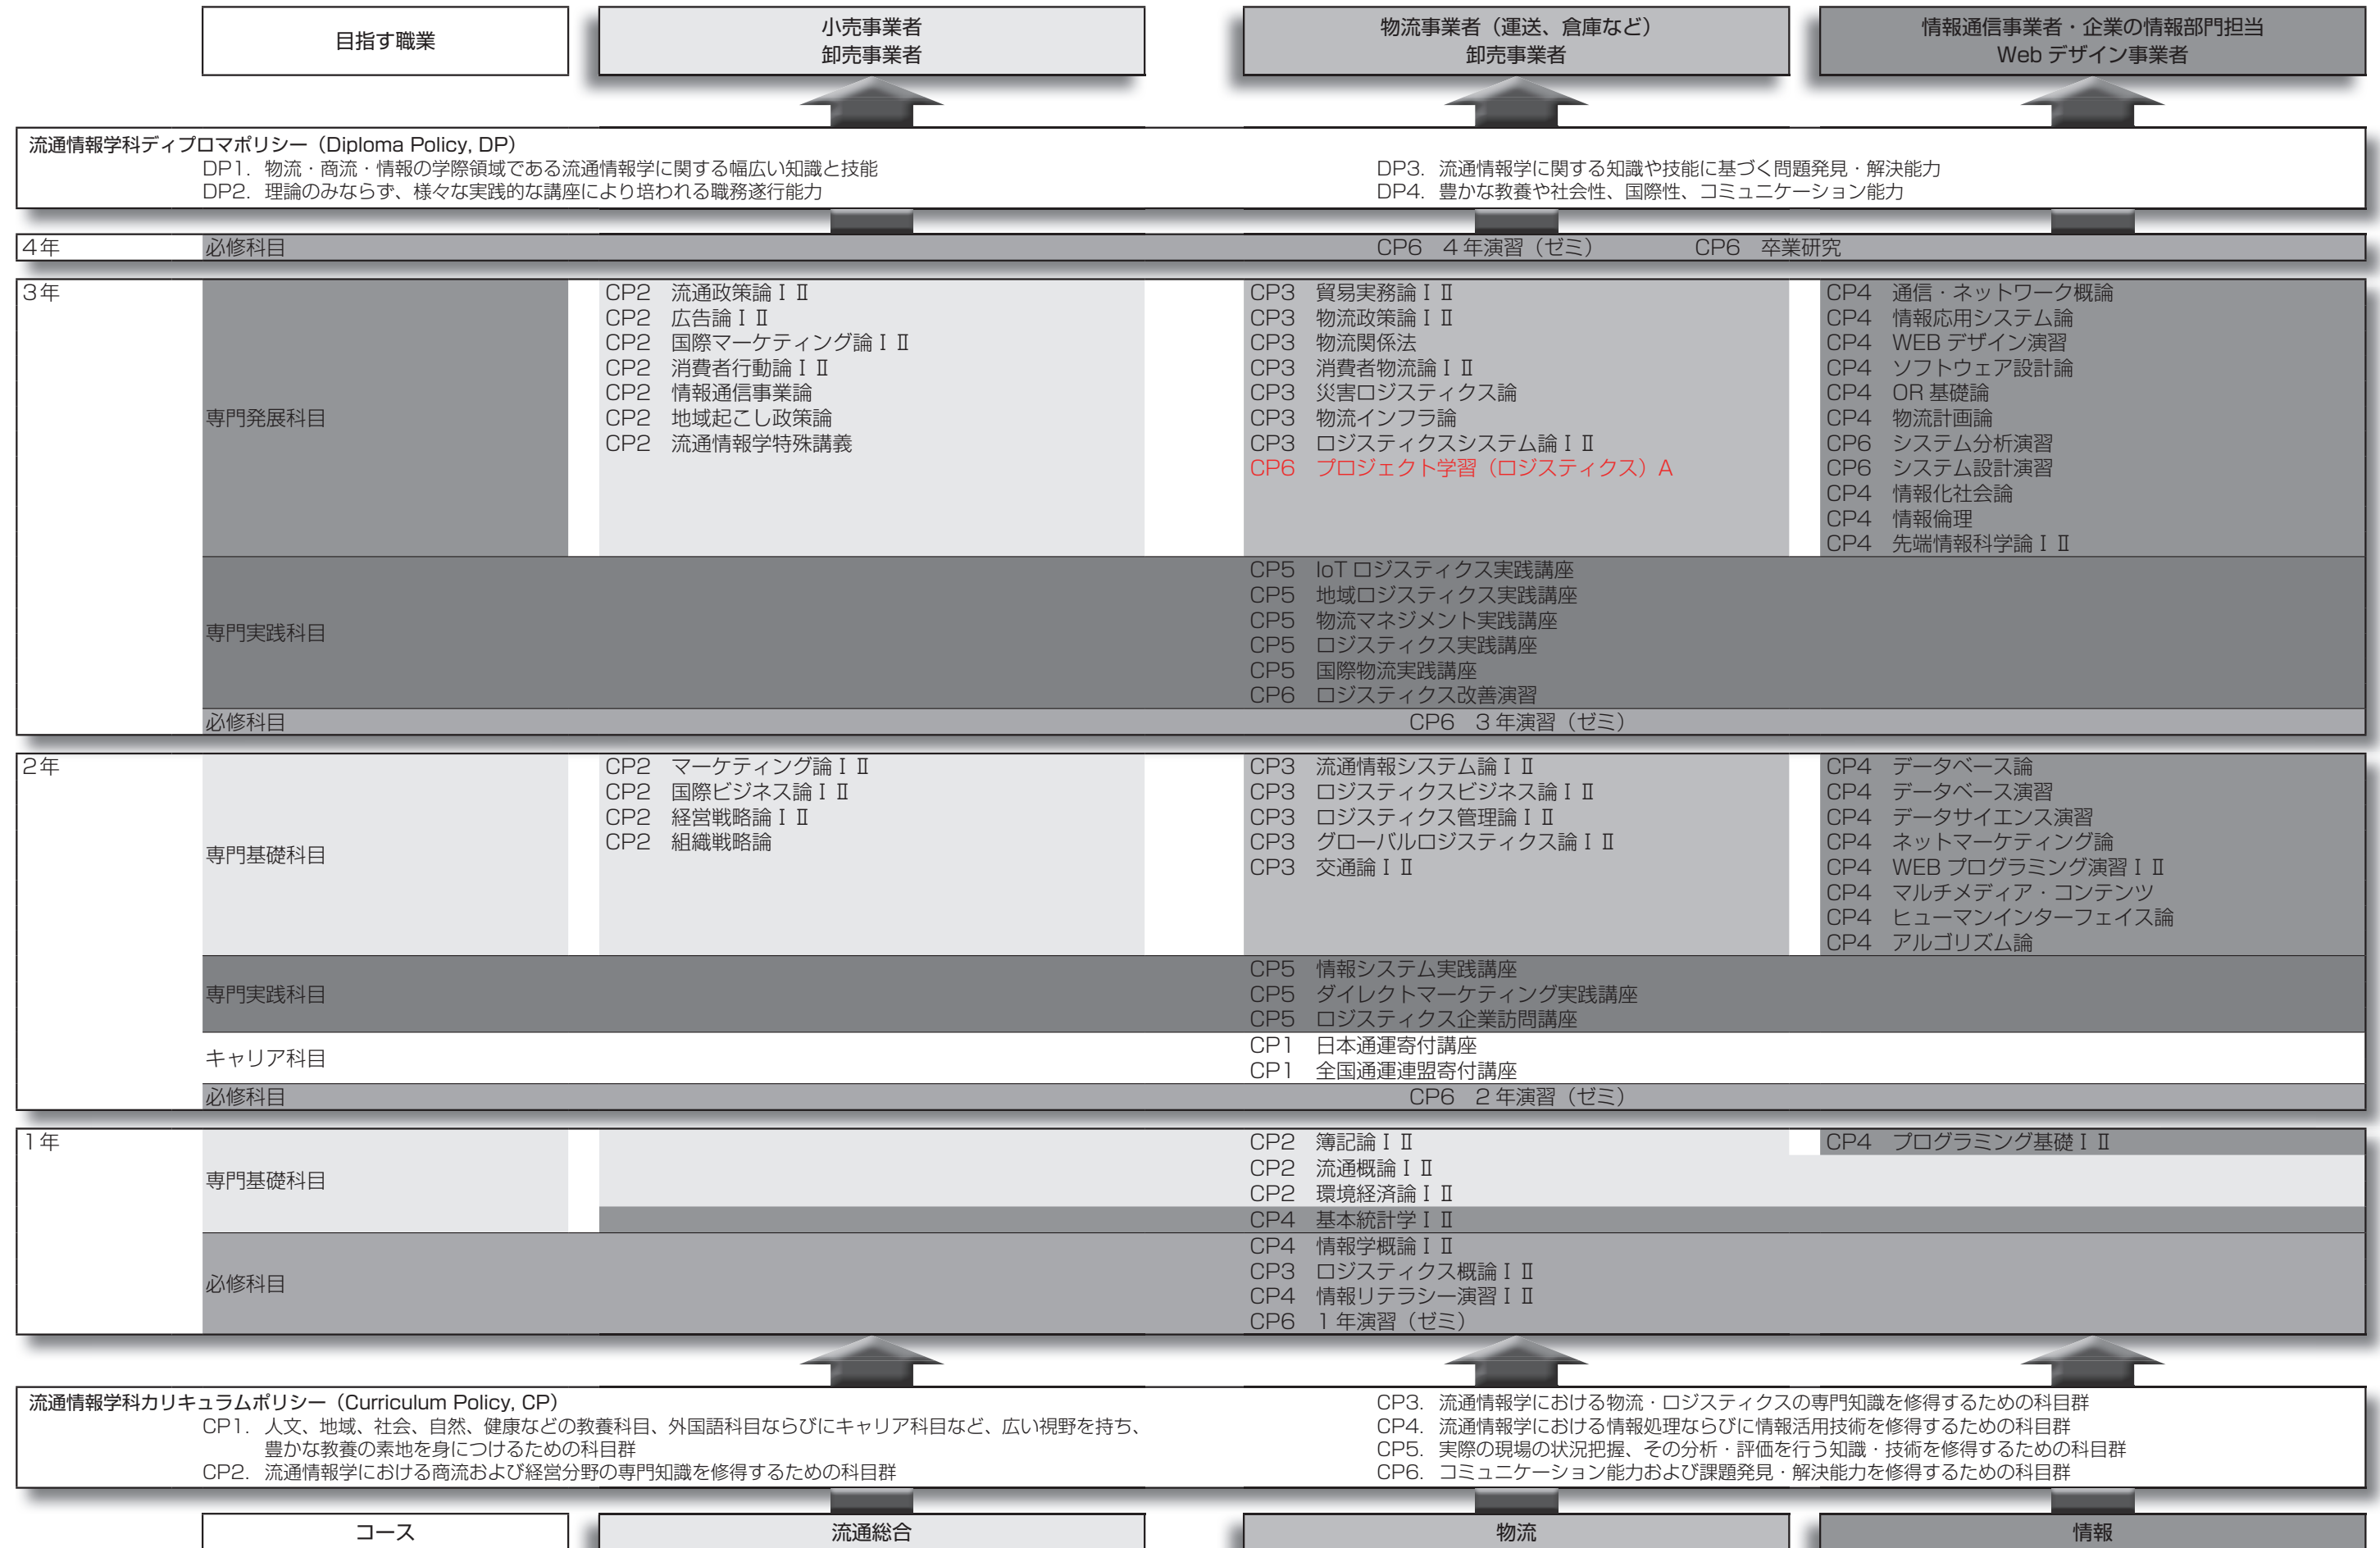 目指す職業
小売事業者
卸売事業者
物流事業者（運送、倉庫など）
卸売事業者
情報通信事業者・企業の情報部門担当
Web デザイン事業者
流通情報学科ディプロマポリシー（Diploma Policy, DP）
DP1. 物流・商流・情報の学際領域である流通情報学に関する幅広い知識と技能
DP2. 理論のみならず、様々な実践的な講座により培われる職務遂行能力
DP3. 流通情報学に関する知識や技能に基づく問題発見・解決能力
DP4. 豊かな教養や社会性、国際性、コミュニケーション能力
4年
必修科目
CP6 4年演習（ゼミ） CP6 卒業研究
3年
専門発展科目
CP2 流通政策論Ⅰ Ⅱ
CP2 広告論Ⅰ Ⅱ
CP2 国際マーケティング論Ⅰ Ⅱ
CP2 消費者行動論Ⅰ Ⅱ
CP2 情報通信事業論
CP2 地域起こし政策論
CP2 流通情報学特殊講義
CP3 貿易実務論Ⅰ Ⅱ
CP3 物流政策論Ⅰ Ⅱ
CP3 物流関係法
CP3 消費者物流論Ⅰ Ⅱ
CP3 災害ロジスティクス論
CP3 物流インフラ論
CP3 ロジスティクスシステム論Ⅰ Ⅱ
CP6 プロジェクト学習（ロジスティクス）A
CP4 通信・ネットワーク概論
CP4 情報応用システム論
CP4 WEB デザイン演習
CP4 ソフトウェア設計論
CP4 OR 基礎論
CP4 物流計画論
CP6 システム分析演習
CP6 システム設計演習
CP4 情報化社会論
CP4 情報倫理
CP4 先端情報科学論Ⅰ Ⅱ
専門実践科目
CP5 IoT ロジスティクス実践講座
CP5 地域ロジスティクス実践講座
CP5 物流マネジメント実践講座
CP5 ロジスティクス実践講座
CP5 国際物流実践講座
CP6 ロジスティクス改善演習
必修科目
CP6 3年演習（ゼミ）
2年
専門基礎科目
CP2 マーケティング論Ⅰ Ⅱ
CP2 国際ビジネス論Ⅰ Ⅱ
CP2 経営戦略論Ⅰ Ⅱ
CP2 組織戦略論
CP3 流通情報システム論Ⅰ Ⅱ
CP3 ロジスティクスビジネス論Ⅰ Ⅱ
CP3 ロジスティクス管理論Ⅰ Ⅱ
CP3 グローバルロジスティクス論Ⅰ Ⅱ
CP3 交通論Ⅰ Ⅱ
CP4 データベース論
CP4 データベース演習
CP4 データサイエンス演習
CP4 ネットマーケティング論
CP4 WEB プログラミング演習Ⅰ Ⅱ
CP4 マルチメディア・コンテンツ
CP4 ヒューマンインターフェイス論
CP4 アルゴリズム論
専門実践科目
CP5 情報システム実践講座
CP5 ダイレクトマーケティング実践講座
CP5 ロジスティクス企業訪問講座
キャリア科目
CP1 日本通運寄付講座
CP1 全国通運連盟寄付講座
必修科目
CP6 2年演習（ゼミ）
1年
専門基礎科目
CP2 簿記論Ⅰ Ⅱ
CP2 流通概論Ⅰ Ⅱ
CP2 環境経済論Ⅰ Ⅱ
CP4 基本統計学Ⅰ Ⅱ
CP4 プログラミング基礎Ⅰ Ⅱ
必修科目
CP4 情報学概論Ⅰ Ⅱ
CP3 ロジスティクス概論Ⅰ Ⅱ
CP4 情報リテラシー演習Ⅰ Ⅱ
CP6 1年演習（ゼミ）
流通情報学科カリキュラムポリシー（Curriculum Policy, CP）
CP1. 人文、地域、社会、自然、健康などの教養科目、外国語科目ならびにキャリア科目など、広い視野を持ち、
豊かな教養の素地を身につけるための科目群
CP2. 流通情報学における商流および経営分野の専門知識を修得するための科目群
CP3. 流通情報学における物流・ロジスティクスの専門知識を修得するための科目群
CP4. 流通情報学における情報処理ならびに情報活用技術を修得するための科目群
CP5. 実際の現場の状況把握、その分析・評価を行う知識・技術を修得するための科目群
CP6. コミュニケーション能力および課題発見・解決能力を修得するための科目群
コース
流通総合
物流
情報